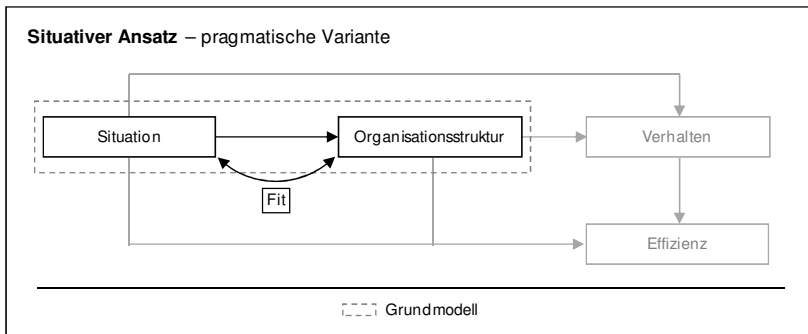 Situativer Ansatz – pragmatische Variante
Situation
Organisationsstruktur
Verhalten
Fit
Effizienz
Grundmodell